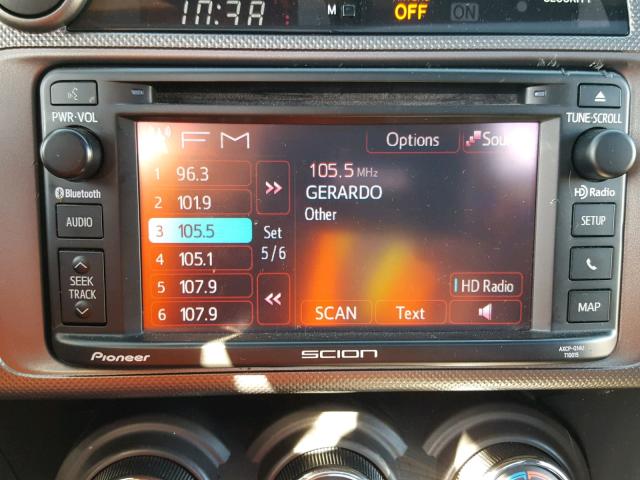 10:38
M
OFF
ON
PWR•VOL
TUNE•SCROLL
FM
Options
1 96.3
2 101.9
3 105.5
4 105.1
5 107.9
6 107.9
Set
5/6
105.5 MHz
GERARDO
Other
HD Radio
SCAN
Text
Bluetooth
AUDIO
SEEK
TRACK
HD Radio
SETUP
MAP
Pioneer
SCION